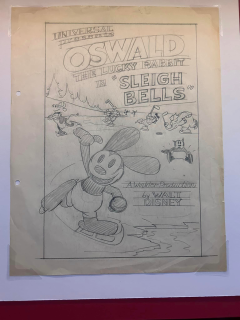 UNIVERSAL
presents
OSWALD
THE LUCKY RABBIT
in
"SLEIGH
BELLS"
by WALT
DISNEY